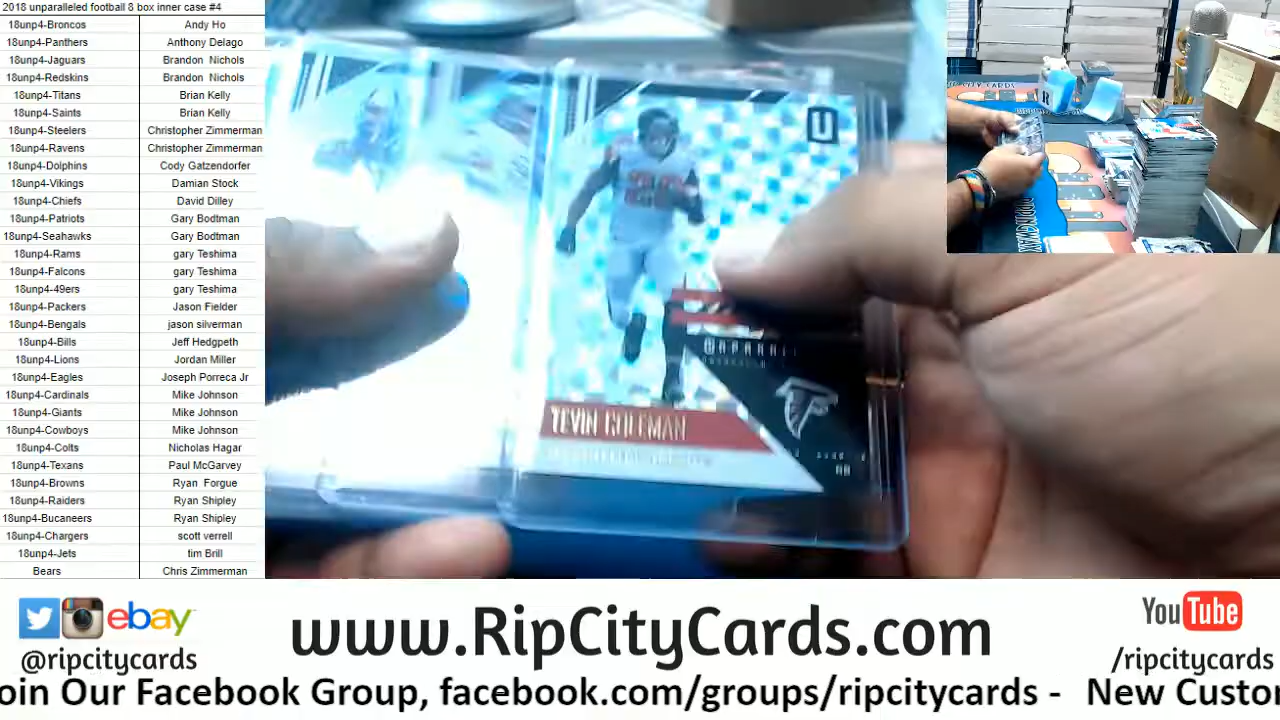 2018 unparalleled football 8 box inner case #4
18unp4-Broncos Andy Ho
18unp4-Panthers Anthony Delago
18unp4-Jaguars Brandon Nichols
18unp4-Redskins Brandon Nichols
18unp4-Titans Brian Kelly
18unp4-Saints Brian Kelly
18unp4-Steelers Christopher Zimmerman
18unp4-Ravens Christopher Zimmerman
18unp4-Dolphins Cody Gatzendorfer
18unp4-Vikings Damian Stock
18unp4-Chiefs David Dilley
18unp4-Patriots Gary Bodtman
18unp4-Seahawks Gary Bodtman
18unp4-Rams gary Teshima
18unp4-Falcons gary Teshima
18unp4-49ers gary Teshima
18unp4-Packers Jason Fielder
18unp4-Bengals jason silverman
18unp4-Bills Jeff Hedgpeth
18unp4-Lions Jordan Miller
18unp4-Eagles Joseph Porreca Jr
18unp4-Cardinals Mike Johnson
18unp4-Giants Mike Johnson
18unp4-Cowboys Mike Johnson
18unp4-Colts Nicholas Hagar
18unp4-Texans Paul McGarvey
18unp4-Browns Ryan Forgue
18unp4-Raiders Ryan Shipley
18unp4-Bucaneers Ryan Shipley
18unp4-Chargers scott verrell
18unp4-Jets tim Brill
Bears Chris Zimmerman
U
TEVIN COLEMAN
RB
ebay
@ripcitycards
www.RipCityCards.com
YouTube
/ripcitycards
oin Our Facebook Group, facebook.com/groups/ripcitycards - New Custor